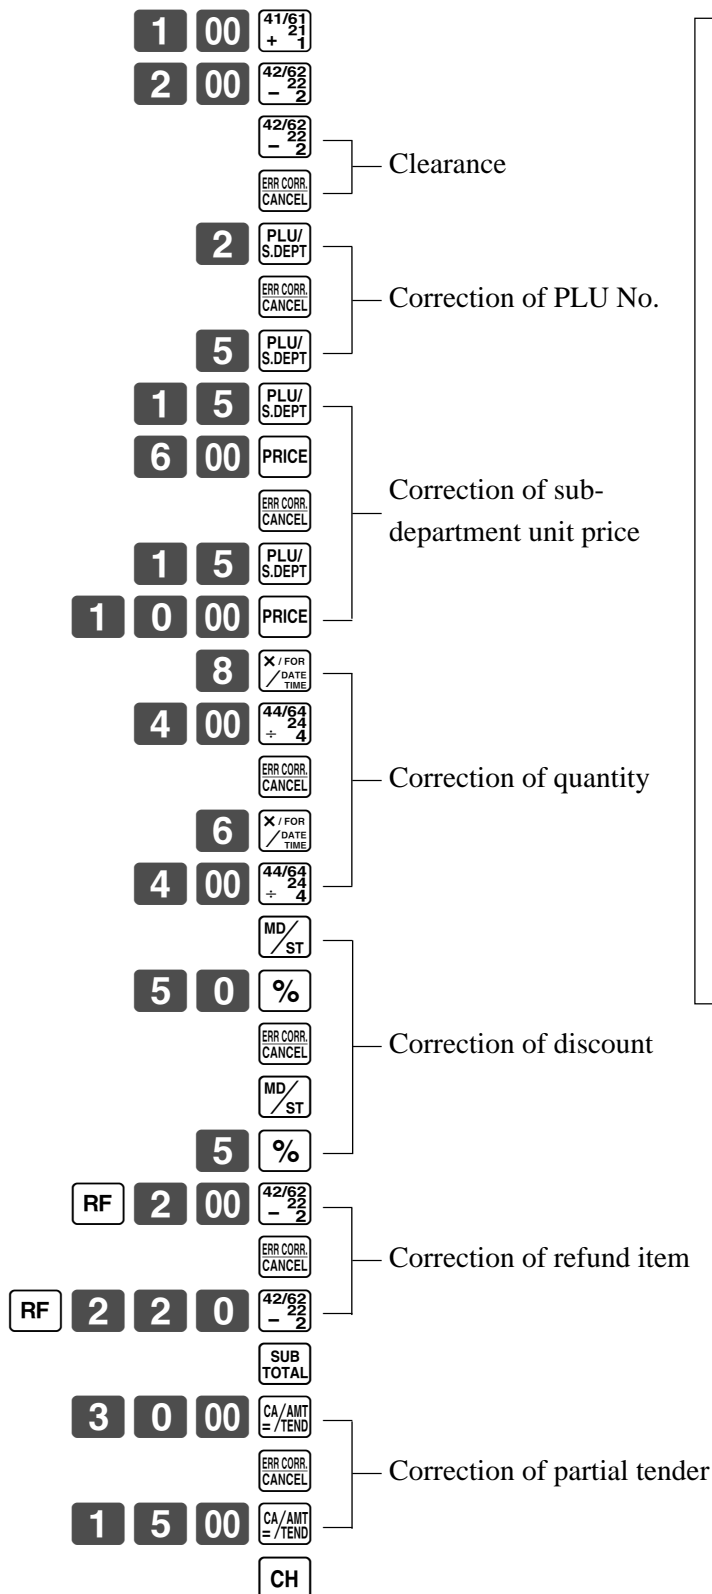 1 00 41/61 21 + 1
2 00 42/62 22 − 2
42/62 22 − 2
Clearance
ERR CORR. CANCEL
2 PLU/ S.DEPT
ERR CORR. CANCEL
Correction of PLU No.
5 PLU/ S.DEPT
1 5 PLU/ S.DEPT
6 00 PRICE
ERR CORR. CANCEL
Correction of sub-
department unit price
1 5 PLU/ S.DEPT
1 0 00 PRICE
8 ✕ / FOR / DATE TIME
4 00 44/64 24 ÷ 4
ERR CORR. CANCEL
Correction of quantity
6 ✕ / FOR / DATE TIME
4 00 44/64 24 ÷ 4
MD/ST
5 0 %
ERR CORR. CANCEL
Correction of discount
MD/ST
5 %
RF 2 00 42/62 22 − 2
ERR CORR. CANCEL
Correction of refund item
RF 2 2 0 42/62 22 − 2
SUB TOTAL
3 0 00 CA/AMT = /TEND
ERR CORR. CANCEL
Correction of partial tender
1 5 00 CA/AMT = /TEND
CH